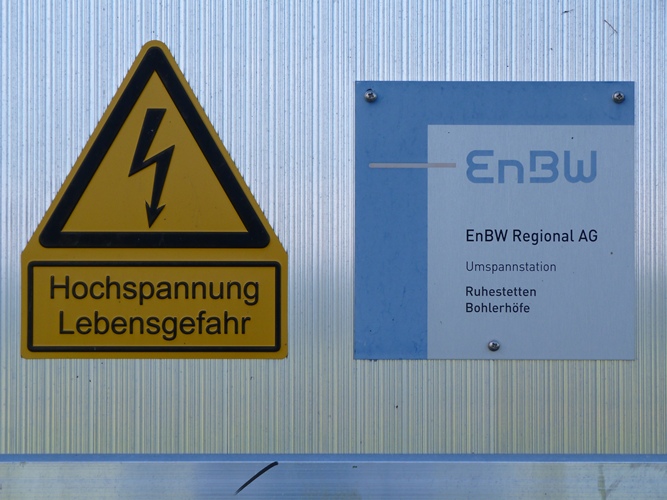 Hochspannung
Lebensgefahr
EnBW
EnBW Regional AG
Umspannstation
Ruhestetten
Bohlerhöfe